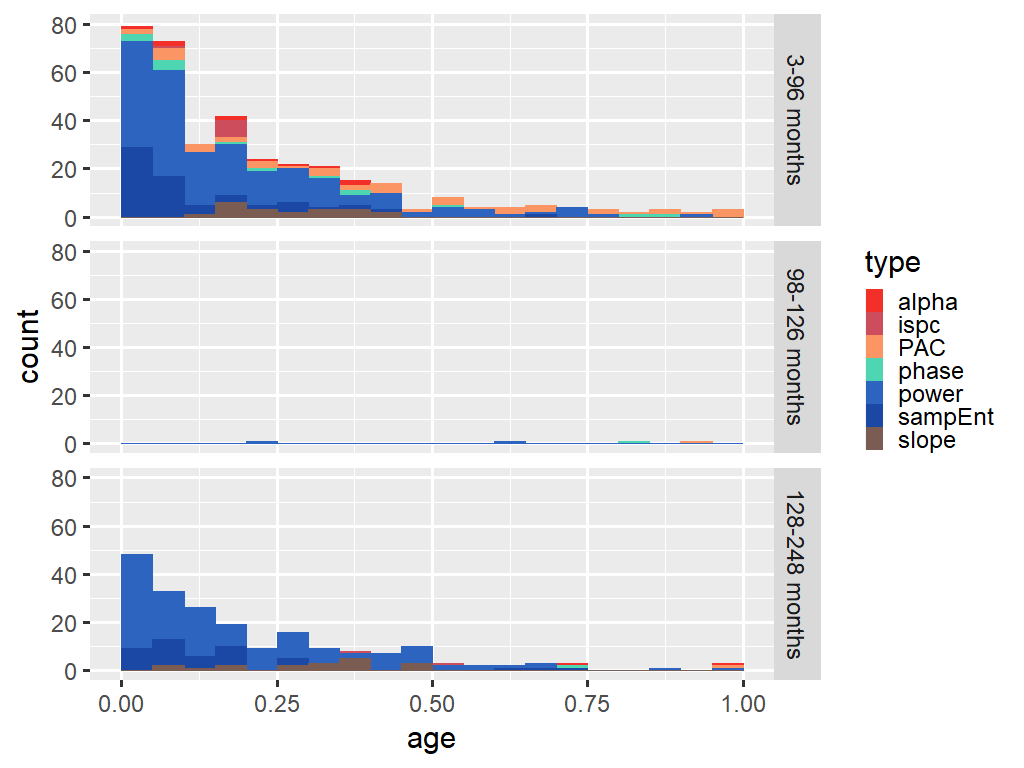 80
60
40
20
0
3-96 months
80
60
40
20
0
98-126 months
80
60
40
20
0
128-248 months
0.00 0.25 0.50 0.75 1.00
age
count
type
alpha
ispc
PAC
phase
power
sampEnt
slope